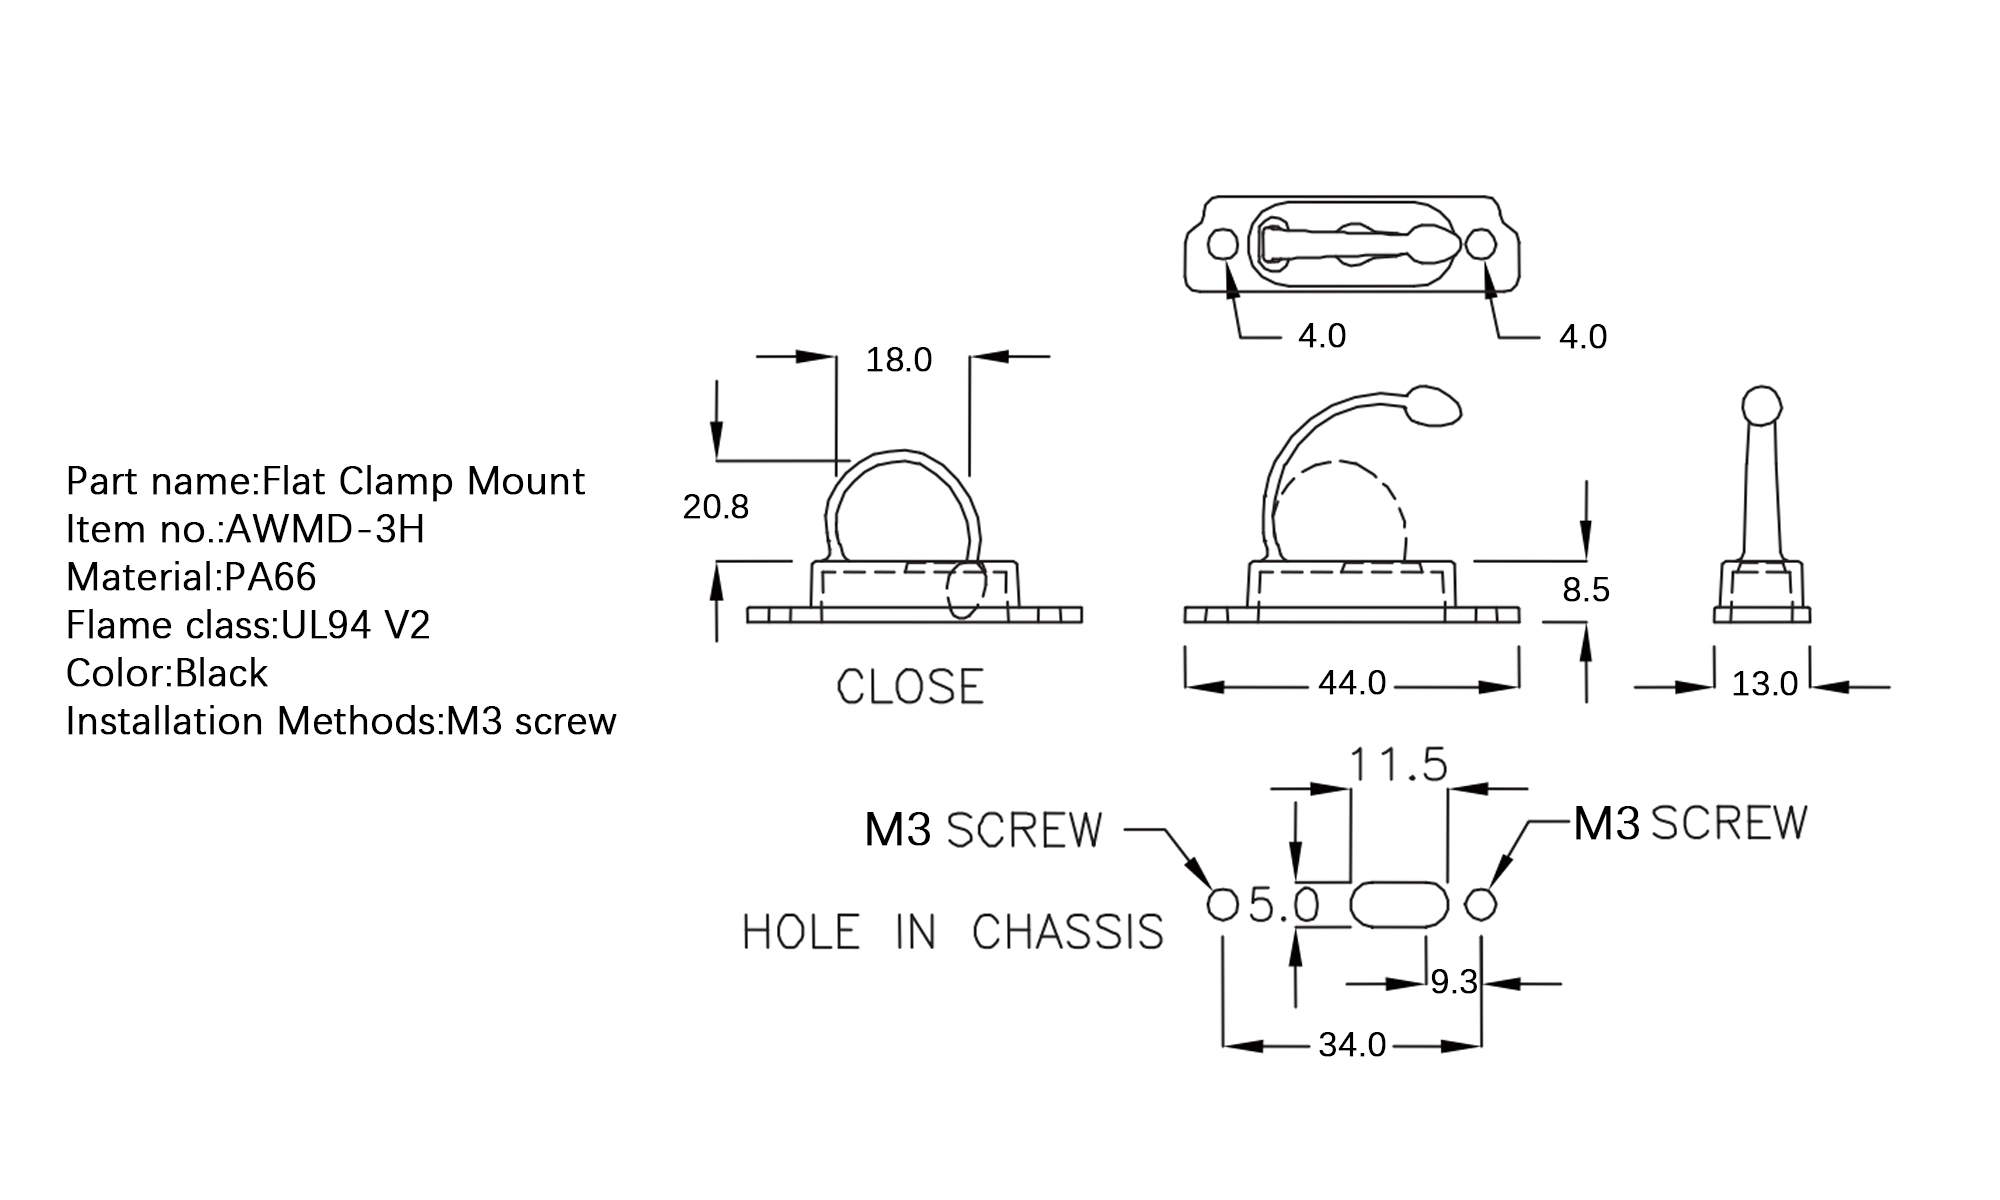 4.0
4.0
18.0
20.8
Part name:Flat Clamp Mount
Item no.:AWMD-3H
Material:PA66
Flame class:UL94 V2
Color:Black
Installation Methods:M3 screw
8.5
CLOSE
44.0
13.0
11.5
M3 SCREW
M3 SCREW
5.0
HOLE IN CHASSIS
9.3
34.0